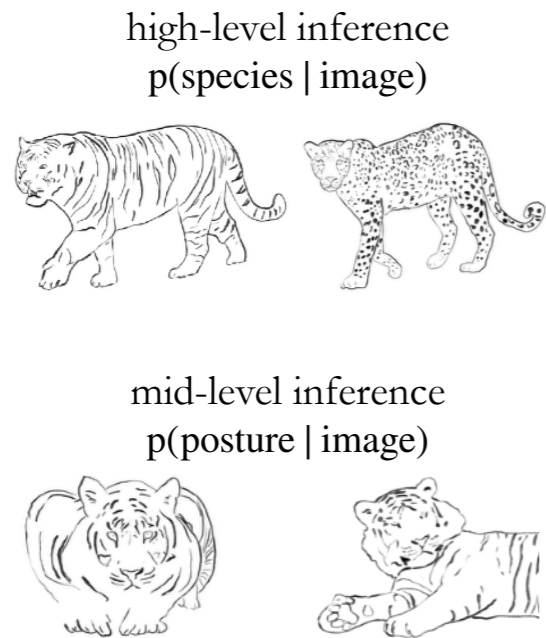 high-level inference
p(species | image)
mid-level inference
p(posture | image)